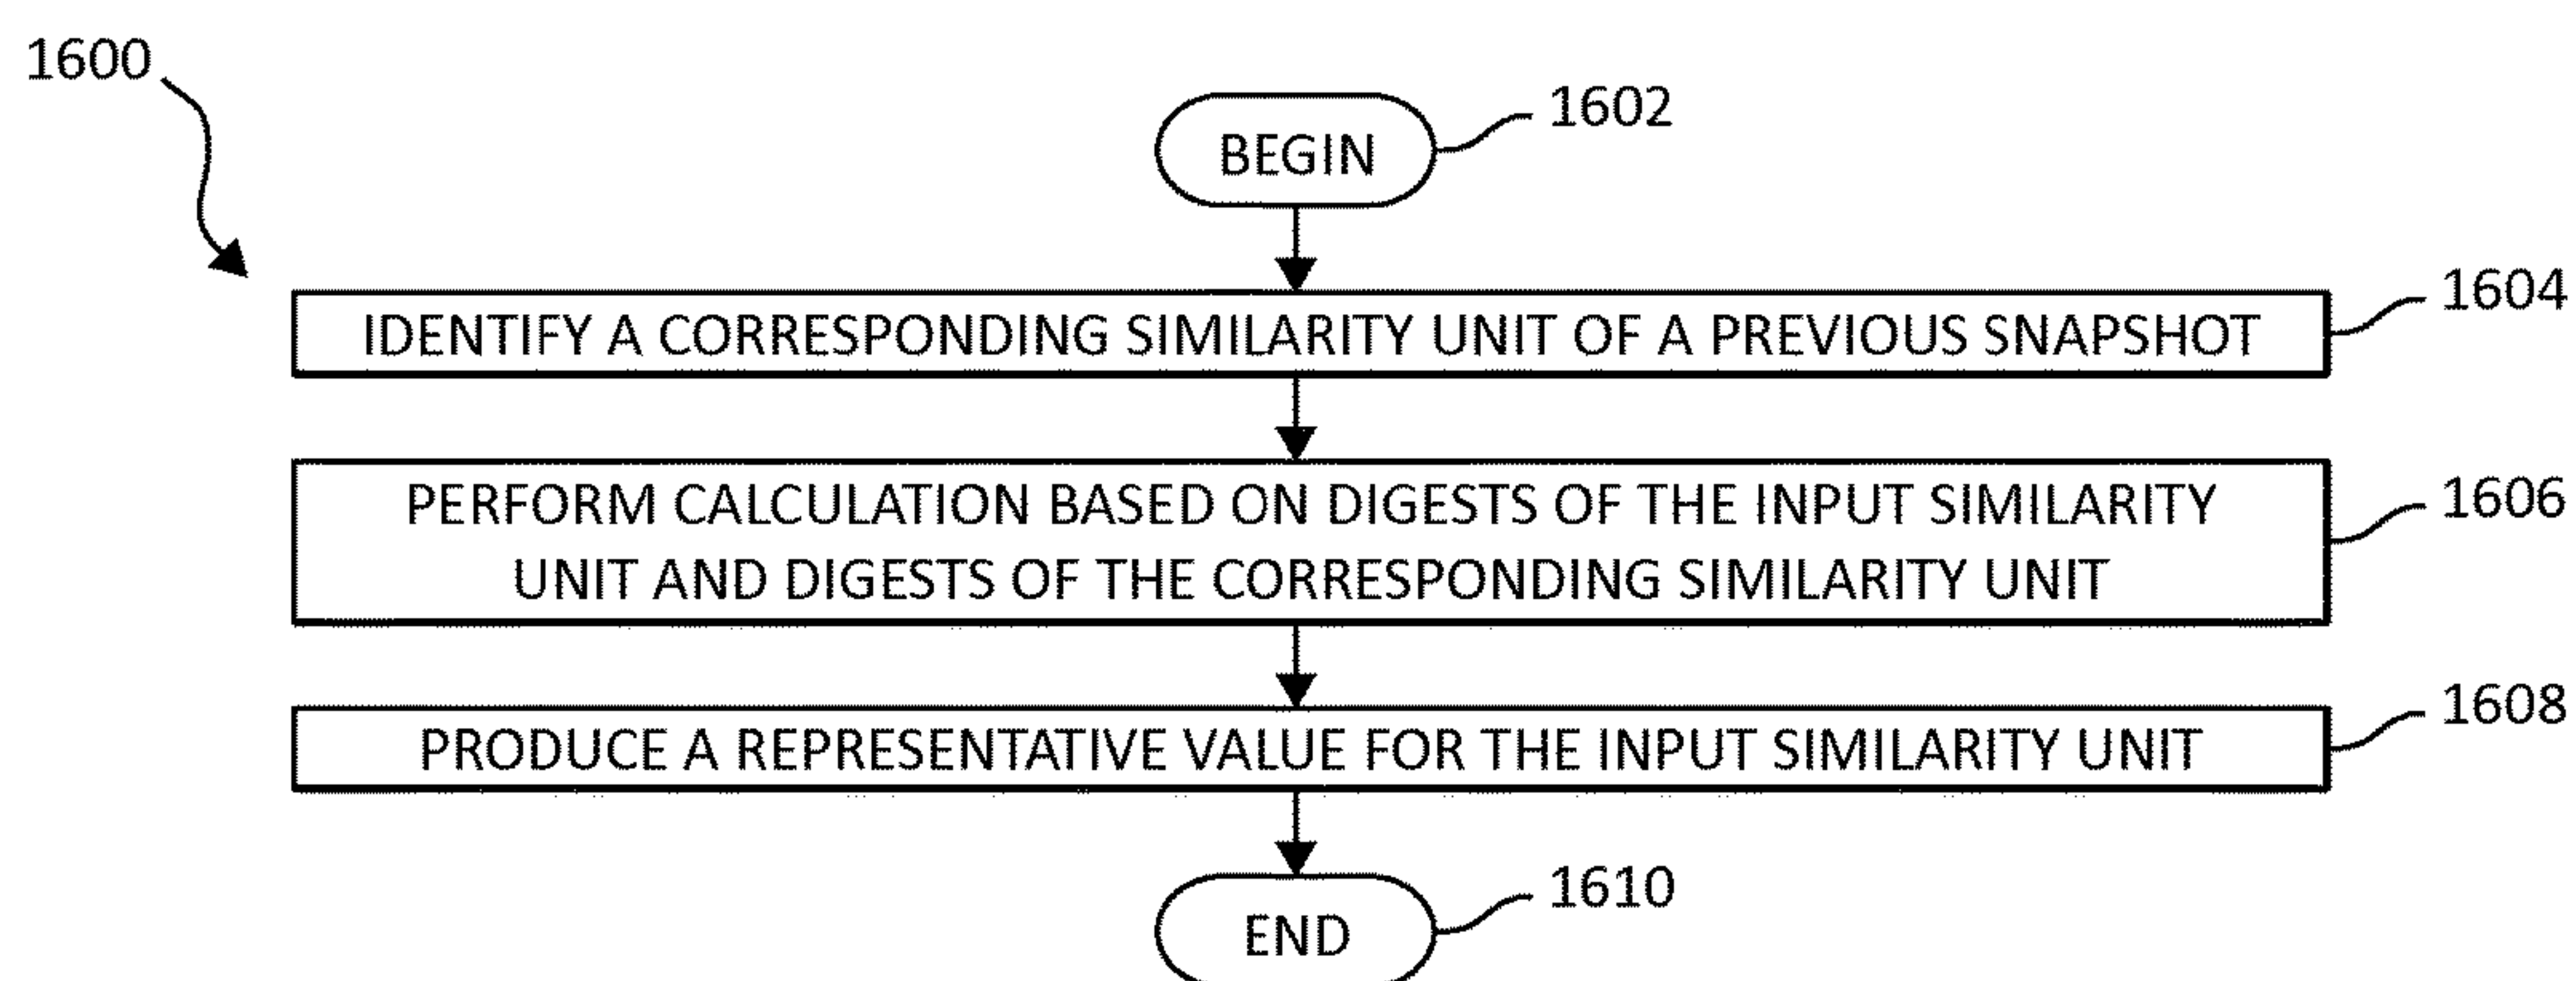 1600
BEGIN
1602
IDENTIFY A CORRESPONDING SIMILARITY UNIT OF A PREVIOUS SNAPSHOT
1604
PERFORM CALCULATION BASED ON DIGESTS OF THE INPUT SIMILARITY
UNIT AND DIGESTS OF THE CORRESPONDING SIMILARITY UNIT
1606
PRODUCE A REPRESENTATIVE VALUE FOR THE INPUT SIMILARITY UNIT
1608
END
1610